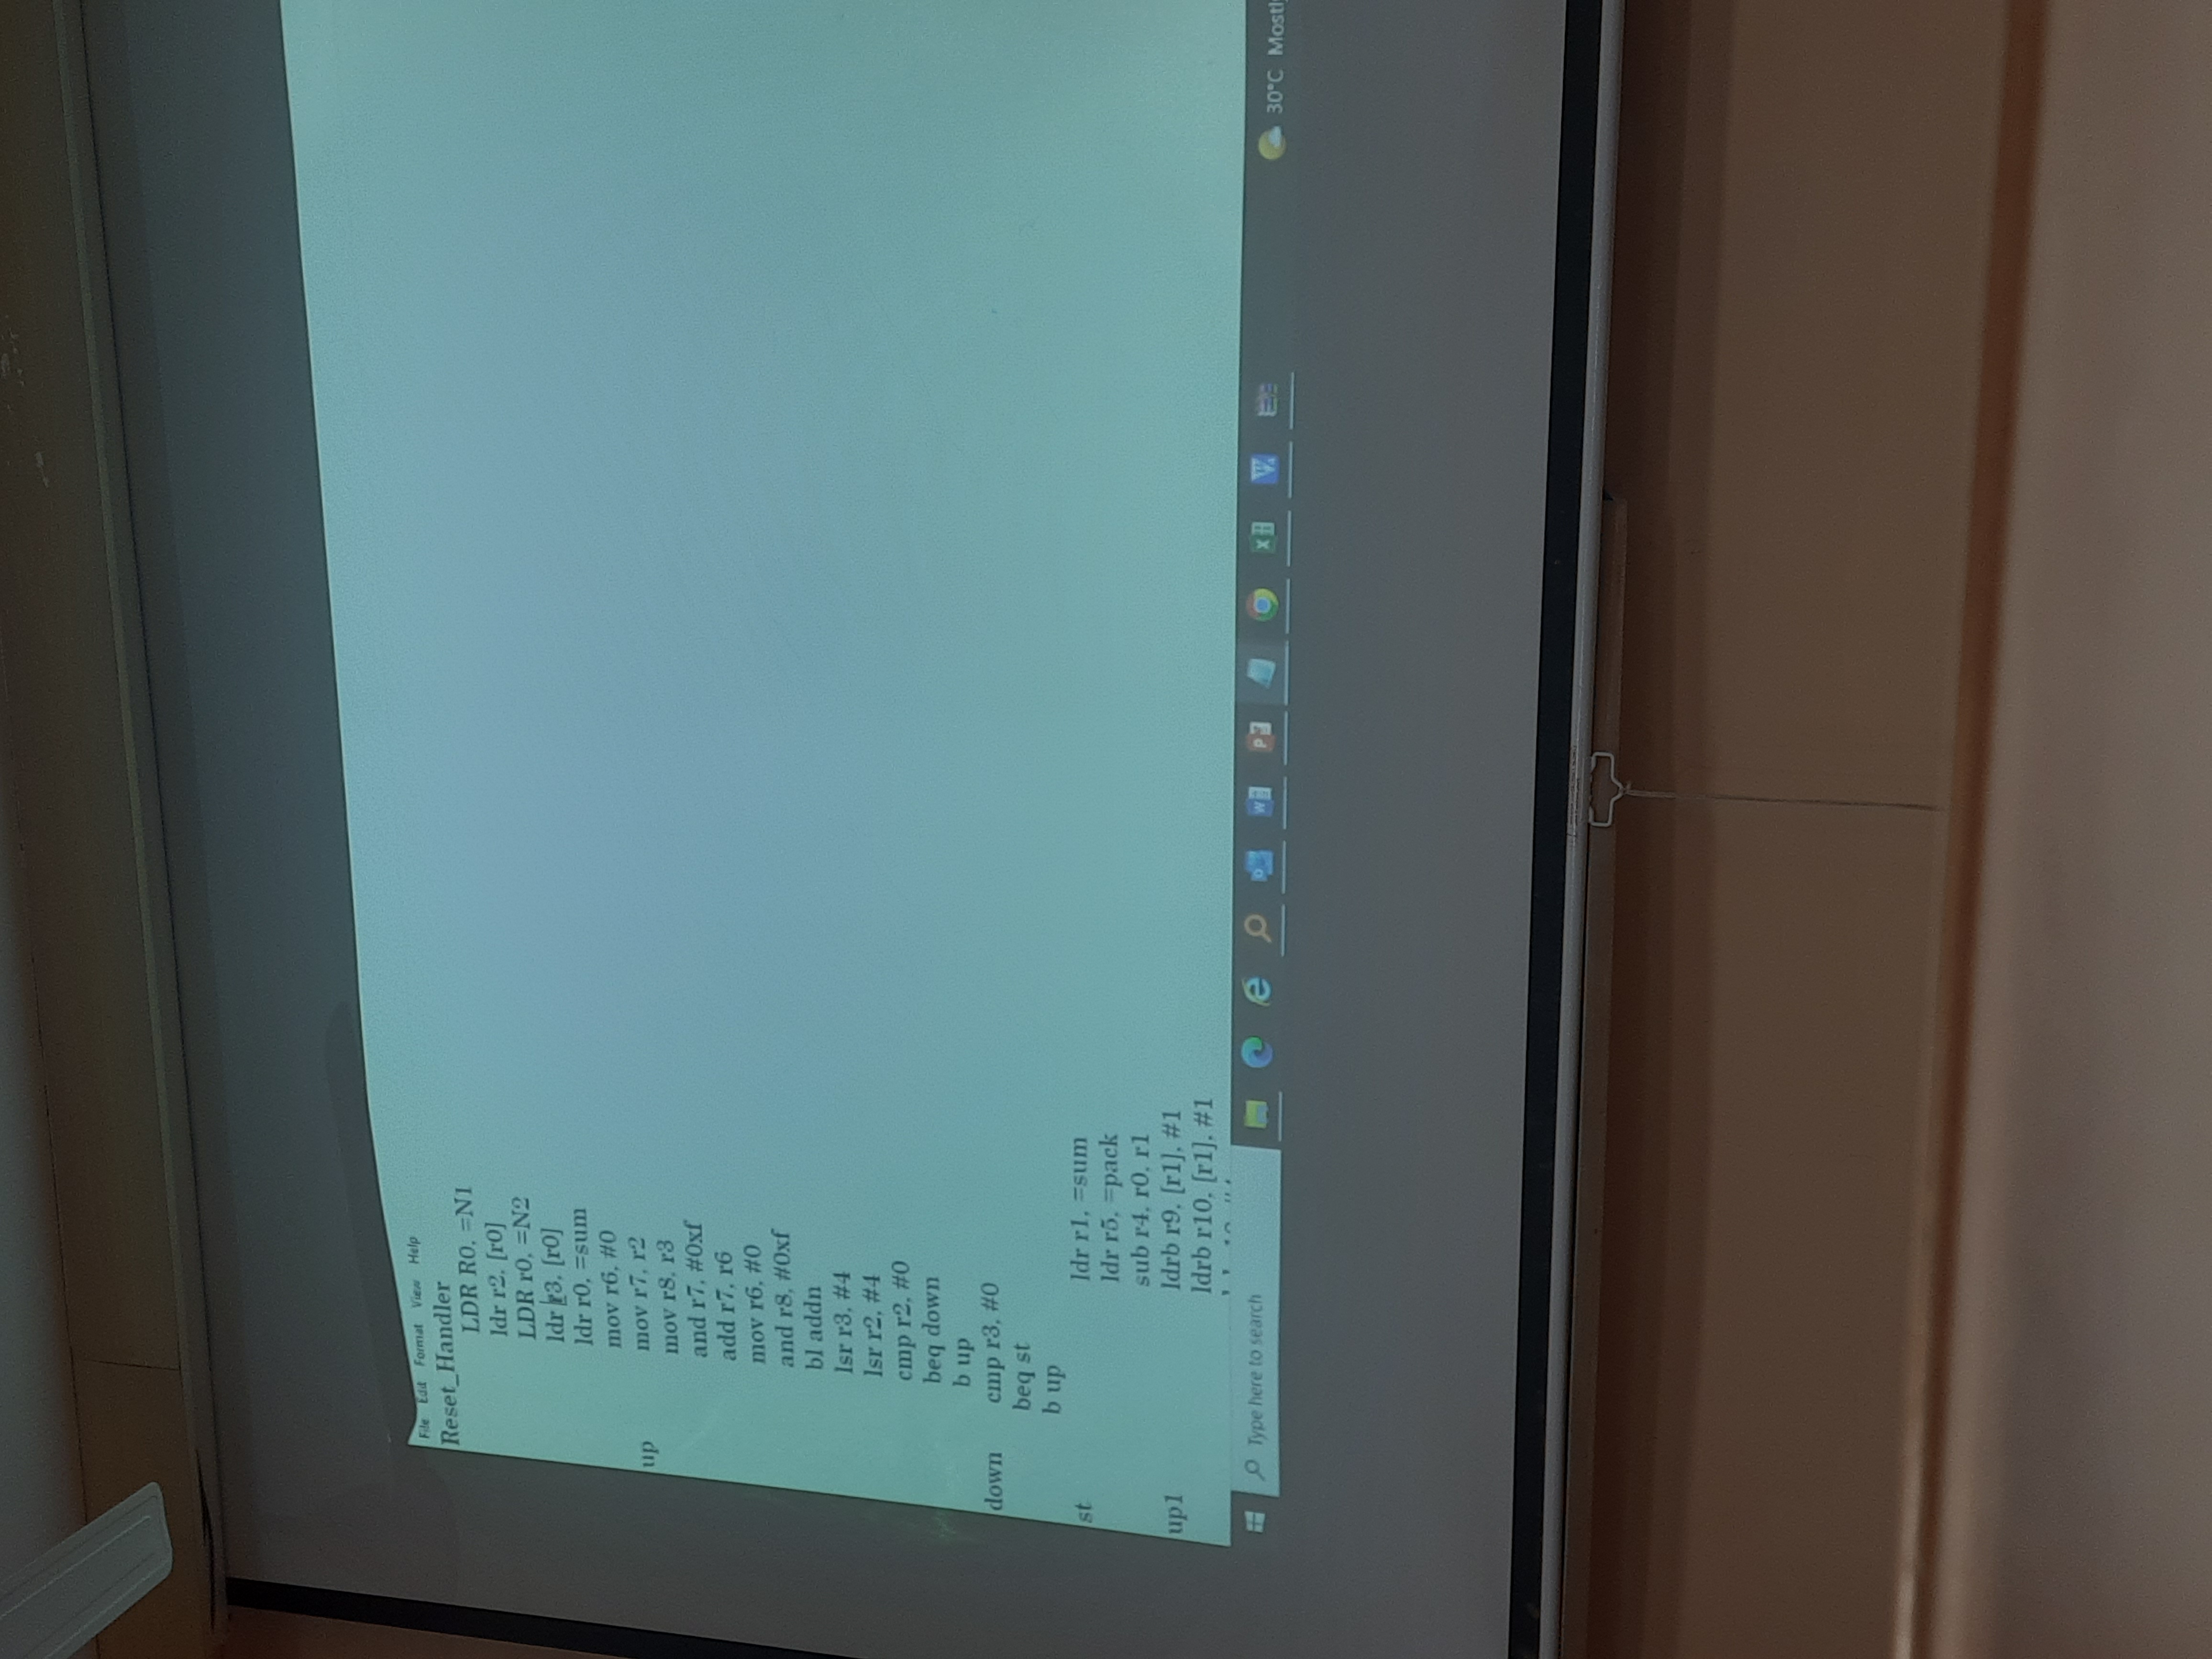 File Edit Format View Help
Reset_Handler
LDR R0, =N1
ldr r2, [r0]
LDR r0, =N2
ldr r3, [r0]
ldr r0, =sum
mov r6, #0
up mov r7, r2
mov r8, r3
and r7, #0xf
add r7, r6
mov r6, #0
and r8, #0xf
bl addn
lsr r3, #4
lsr r2, #4
cmp r2, #0
beq down
b up
down cmp r3, #0
beq st
b up
st ldr r1, =sum
ldr r5, =pack
sub r4, r0, r1
up1 ldrb r9, [r1], #1
ldrb r10, [r1], #1
Type here to search
30°C